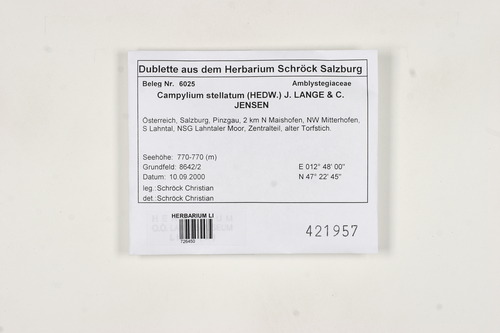 Dublette aus dem Herbarium Schröck Salzburg
Beleg Nr. 6025 Amblystegiaceae
Campylium stellatum (HEDW.) J. LANGE & C.
JENSEN
Österreich, Salzburg, Pinzgau, 2 km N Maishofen, NW Mitterhofen,
S Lahntal, NSG Lahntaler Moor, Zentralteil, alter Torfstich.
Seehöhe: 770-770 (m) E 012° 48' 00"
Grundfeld: 8642/2 N 47° 22' 45"
Datum: 10.09.2000
leg.:Schröck Christian
det.:Schröck Christian
HERBARIUM LI
726450
421957